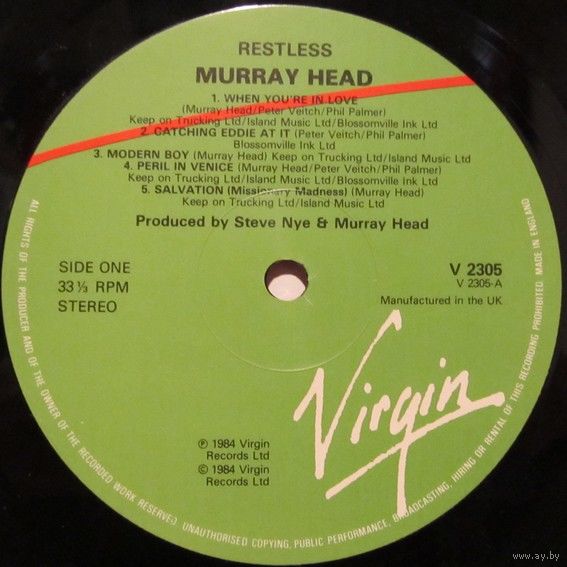 RESTLESS
MURRAY HEAD
1. WHEN YOU'RE IN LOVE
(Murray Head/Peter Veitch/Phil Palmer)
Keep on Trucking Ltd/Island Music Ltd/Blossomville Ink Ltd
2. CATCHING EDDIE AT IT (Peter Veitch/Phil Palmer)
Blossomville Ink Ltd
3. MODERN BOY (Murray Head) Keep on Trucking Ltd/Island Music Ltd
4. PERIL IN VENICE (Murray Head/Peter Veitch/Phil Palmer)
Keep on Trucking Ltd/Island Music Ltd/Blossomville Ink Ltd
5. SALVATION (Missionary Madness) (Murray Head)
Keep on Trucking Ltd/Island Music Ltd
Produced by Steve Nye & Murray Head
SIDE ONE
33 ⅓ RPM
STEREO
V 2305
V 2305-A
Manufactured in the UK
Virgin
℗ 1984 Virgin
Records Ltd
© 1984 Virgin
Records Ltd
ALL RIGHTS OF THE PRODUCER AND OF THE OWNER OF THE RECORDED WORK RESERVED. UNAUTHORISED COPYING, PUBLIC PERFORMANCE, BROADCASTING, HIRING OR RENTAL OF THIS RECORDING PROHIBITED. MADE IN ENGLAND
www.ay.by